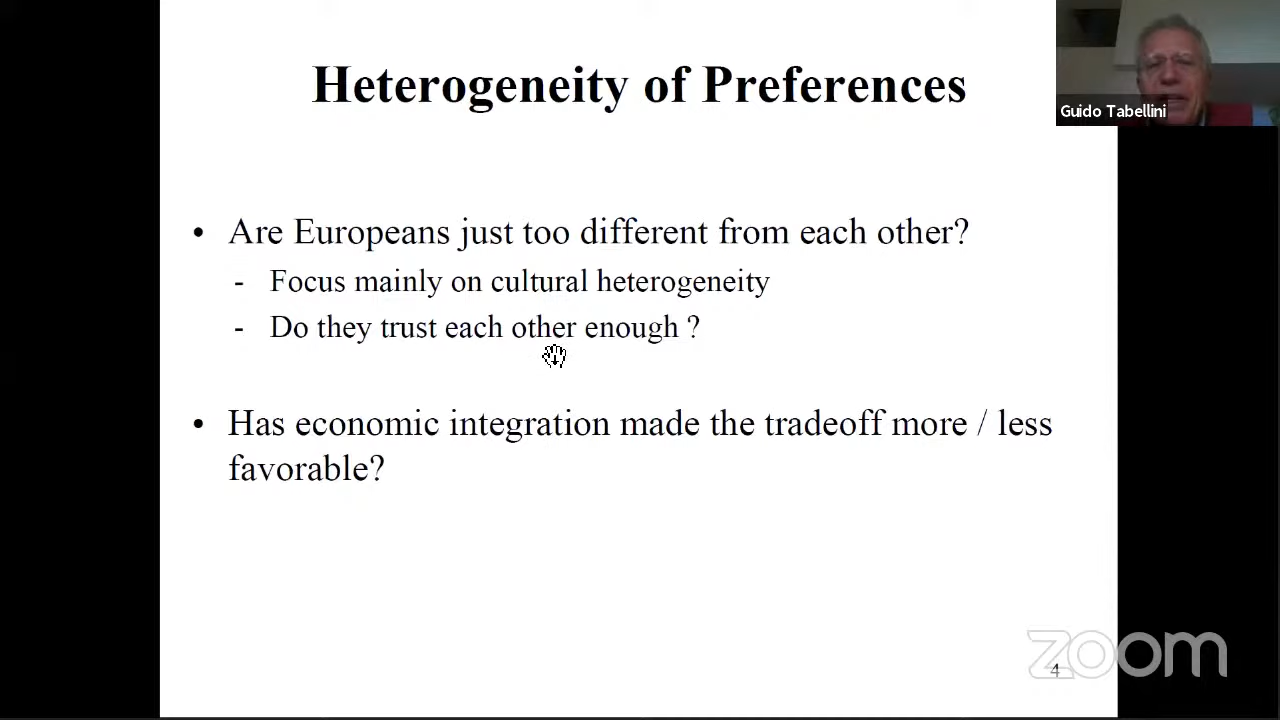 Heterogeneity of Preferences
Guido Tabellini
• Are Europeans just too different from each other?
- Focus mainly on cultural heterogeneity
- Do they trust each other enough ?
• Has economic integration made the tradeoff more / less
favorable?
zoom
4